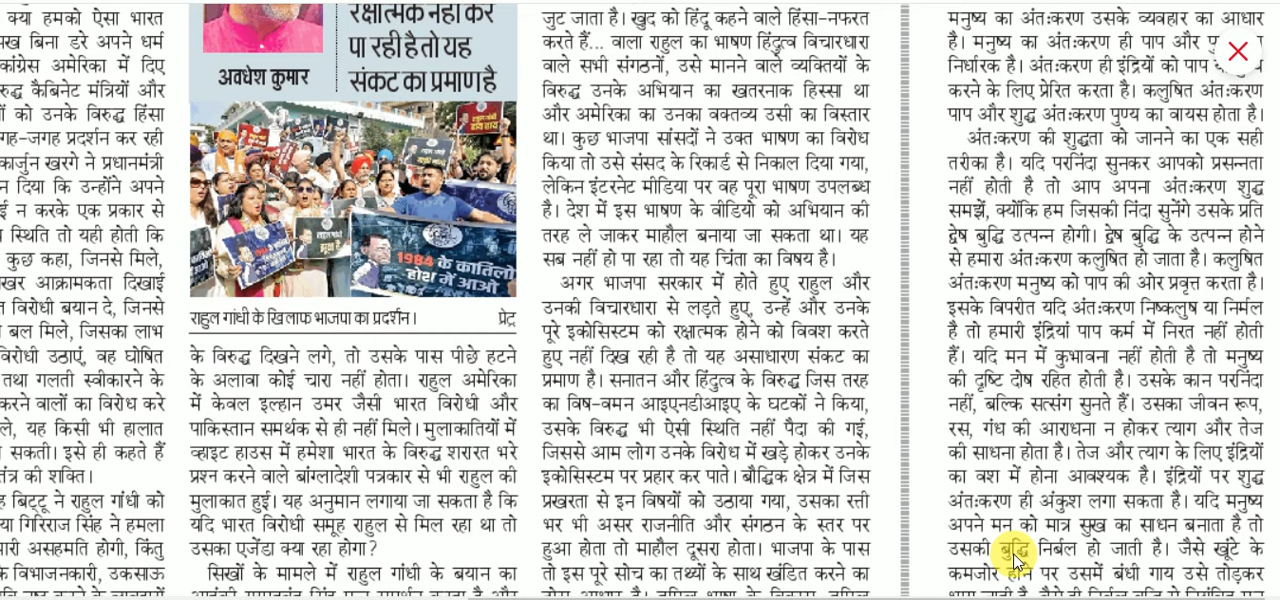 क्या हमको ऐसा भारत
बिना डरे अपने धर्म
कांग्रेस अमेरिका में दिए
कैबिनेट मंत्रियों और
को उनके विरुद्ध हिंसा
गह-जगह प्रदर्शन कर रही
खरगे ने प्रधानमंत्री
न दिया कि उन्होंने अपने
ई न करके एक प्रकार से
स्थिति तो यही होती कि
कुछ कहा, जिनसे मिले,
खर आक्रामकता दिखाई
त विरोधी बयान दे, जिनसे
बल मिले, जिसका लाभ
विरोधी उठाएं, वह घोषित
तथा गलती स्वीकारने के
करने वालों का विरोध करे
ले, यह किसी भी हालात
सकती। इसे ही कहते हैं
तंत्र की शक्ति।
ह बिट्टू ने राहुल गांधी को
या गिरिराज सिंह ने हमला
असहमति होगी, किंतु
के विभाजनकारी, उकसाऊ
रक्षात्मक नहीं कर
पा रही है तो यह
संकट का प्रमाण है
अवधेश कुमार
1984 के कातिलो
होश में आओ
राहुल गांधी के खिलाफ भाजपा का प्रदर्शन। प्रेट्र
के विरुद्ध दिखने लगे, तो उसके पास पीछे हटने
के अलावा कोई चारा नहीं होता। राहुल अमेरिका
में केवल इल्हान उमर जैसी भारत विरोधी और
पाकिस्तान समर्थक से ही नहीं मिले। मुलाकातियों में
व्हाइट हाउस में हमेशा भारत के विरुद्ध शरारत भरे
प्रश्न करने वाले बांग्लादेशी पत्रकार से भी राहुल की
मुलाकात हुई। यह अनुमान लगाया जा सकता है कि
यदि भारत विरोधी समूह राहुल से मिल रहा था तो
उसका एजेंडा क्या रहा होगा?
सिखों के मामले में राहुल गांधी के बयान का
जुट जाता है। खुद को हिंदू कहने वाले हिंसा-नफरत
करते हैं... वाला राहुल का भाषण हिंदुत्व विचारधारा
वाले सभी संगठनों, उसे मानने वाले व्यक्तियों के
विरुद्ध उनके अभियान का खतरनाक हिस्सा था
और अमेरिका का उनका वक्तव्य उसी का विस्तार
था। कुछ भाजपा सांसदों ने उक्त भाषण का विरोध
किया तो उसे संसद के रिकार्ड से निकाल दिया गया,
लेकिन इंटरनेट मीडिया पर वह पूरा भाषण उपलब्ध
है। देश में इस भाषण के वीडियो को अभियान की
तरह ले जाकर माहौल बनाया जा सकता था। यह
सब नहीं हो पा रहा तो यह चिंता का विषय है।
अगर भाजपा सरकार में होते हुए राहुल और
उनकी विचारधारा से लड़ते हुए, उन्हें और उनके
पूरे इकोसिस्टम को रक्षात्मक होने को विवश करते
हुए नहीं दिख रही है तो यह असाधारण संकट का
प्रमाण है। सनातन और हिंदुत्व के विरुद्ध जिस तरह
का विष-वमन आइएनडीआइए के घटकों ने किया,
उसके विरुद्ध भी ऐसी स्थिति नहीं पैदा की गई,
जिससे आम लोग उनके विरोध में खड़े होकर उनके
इकोसिस्टम पर प्रहार कर पाते। बौद्धिक क्षेत्र में जिस
प्रखरता से इन विषयों को उठाया गया, उसका रत्ती
भर भी असर राजनीति और संगठन के स्तर पर
हुआ होता तो माहौल दूसरा होता। भाजपा के पास
तो इस पूरे सोच का तथ्यों के साथ खंडित करने का
मनुष्य का अंतःकरण उसके व्यवहार का आधार
है। मनुष्य का अंतःकरण ही पाप और
निर्धारक है। अंतःकरण ही इंद्रियों को पाप
करने के लिए प्रेरित करता है। कलुषित अंतःकरण
पाप और शुद्ध अंतःकरण पुण्य का वायस होता है।
अंतःकरण की शुद्धता को जानने का एक सही
तरीका है। यदि परनिंदा सुनकर आपको प्रसन्नता
नहीं होती है तो आप अपना अंतःकरण शुद्ध
समझें, क्योंकि हम जिसकी निंदा सुनेंगे उसके प्रति
द्वेष बुद्धि उत्पन्न होगी। द्वेष बुद्धि के उत्पन्न होने
से हमारा अंतःकरण कलुषित हो जाता है। कलुषित
अंतःकरण मनुष्य को पाप की ओर प्रवृत्त करता है।
इसके विपरीत यदि अंतःकरण निष्कलुष या निर्मल
है तो हमारी इंद्रियां पाप कर्म में निरत नहीं होती
हैं। यदि मन में कुभावना नहीं होती है तो मनुष्य
की दृष्टि दोष रहित होती है। उसके कान परनिंदा
नहीं, बल्कि सत्संग सुनते हैं। उसका जीवन रूप,
रस, गंध की आराधना न होकर त्याग और तेज
की साधना होता है। तेज और त्याग के लिए इंद्रियों
का वश में होना आवश्यक है। इंद्रियों पर शुद्ध
अंतःकरण ही अंकुश लगा सकता है। यदि मनुष्य
अपने मन को मात्र सुख का साधन बनाता है तो
उसकी बुद्धि निर्बल हो जाती है। जैसे खूंटे के
कमजोर होने पर उसमें बंधी गाय उसे तोड़कर